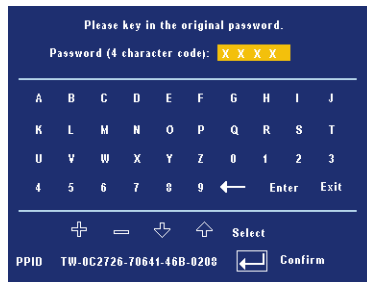 Please key in the original password.
Password (4 character code): X X X X
A B C D E F G H I J
K L M N O P Q R S T
U V W X Y Z 0 1 2 3
4 5 6 7 8 9 ← Enter Exit
Select
PPID TW-0C2726-70641-46B-0208 Confirm